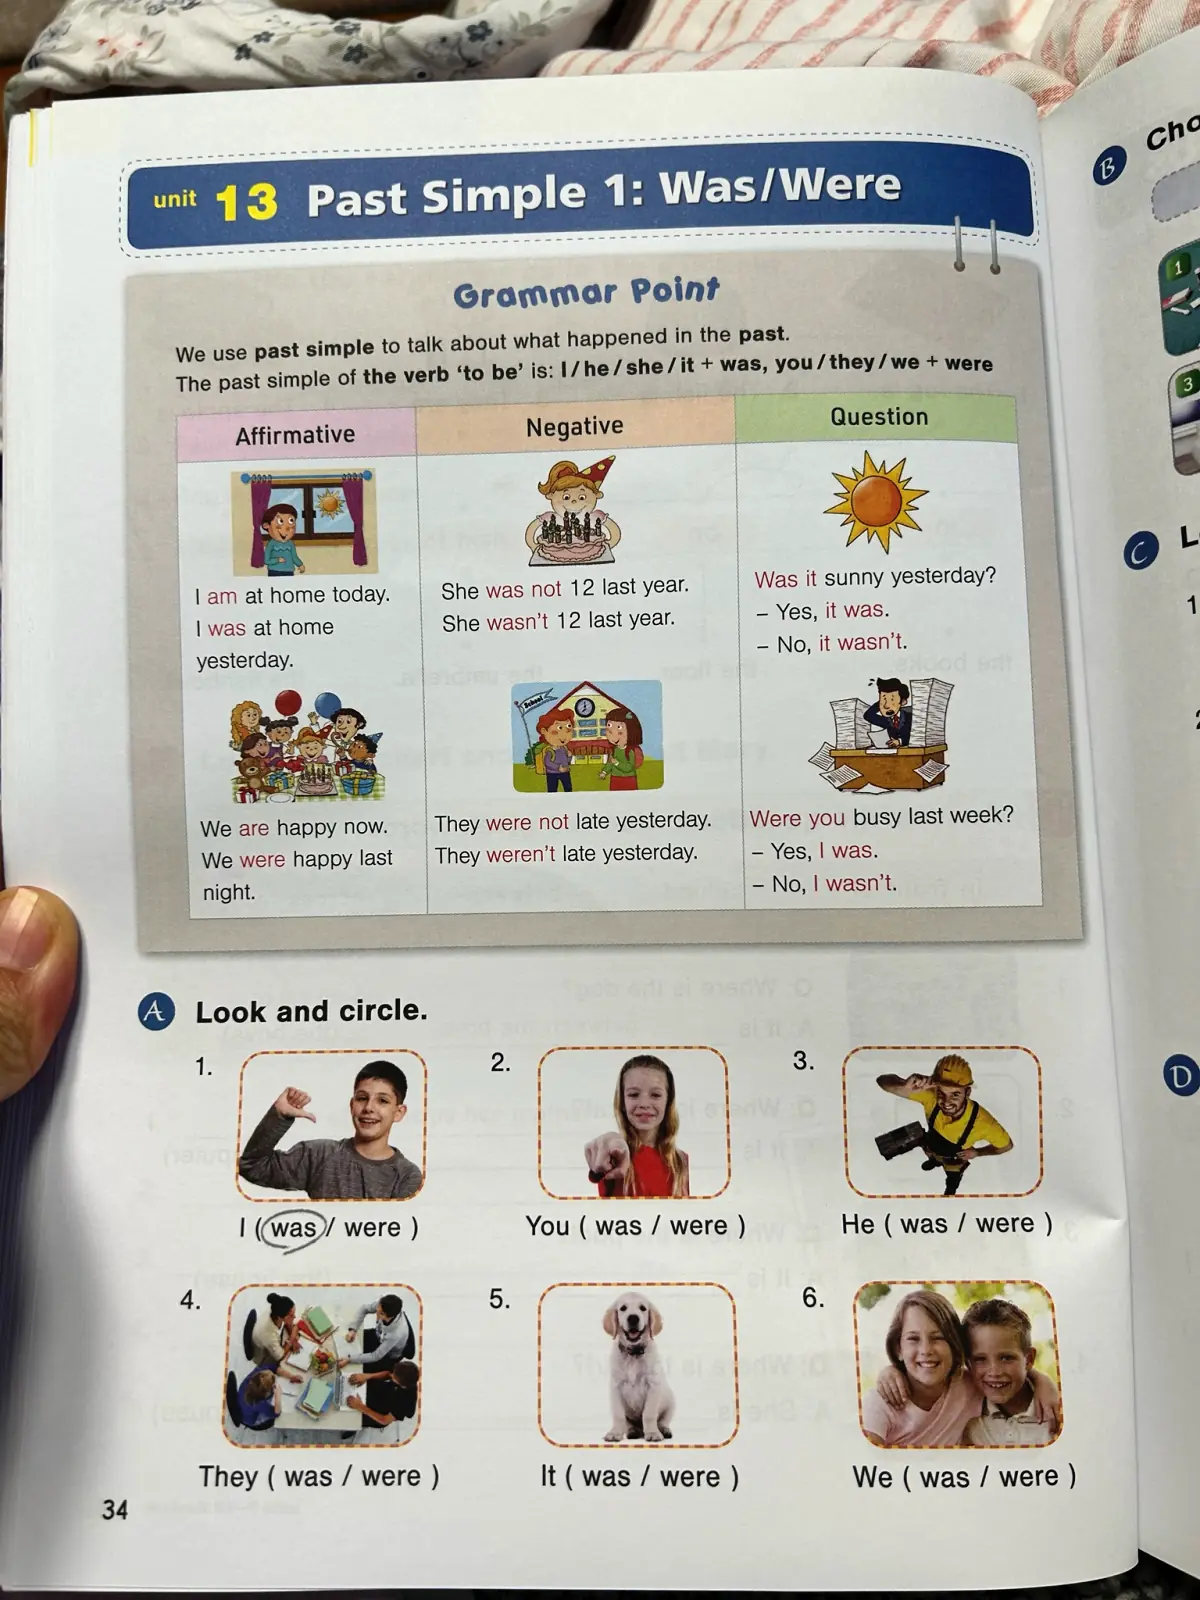 unit 13 Past Simple 1: Was/Were
Grammar Point
We use past simple to talk about what happened in the past.
The past simple of the verb ‘to be’ is: I / he / she / it + was, you / they / we + were
Affirmative
I am at home today.
I was at home
yesterday.
We are happy now.
We were happy last
night.
Negative
She was not 12 last year.
She wasn’t 12 last year.
School
They were not late yesterday.
They weren’t late yesterday.
Question
Was it sunny yesterday?
– Yes, it was.
– No, it wasn’t.
Were you busy last week?
– Yes, I was.
– No, I wasn’t.
A Look and circle.
1.
I ( was / were )
2.
You ( was / were )
3.
He ( was / were )
4.
They ( was / were )
5.
It ( was / were )
6.
We ( was / were )
34
B
1
3
C
1
D